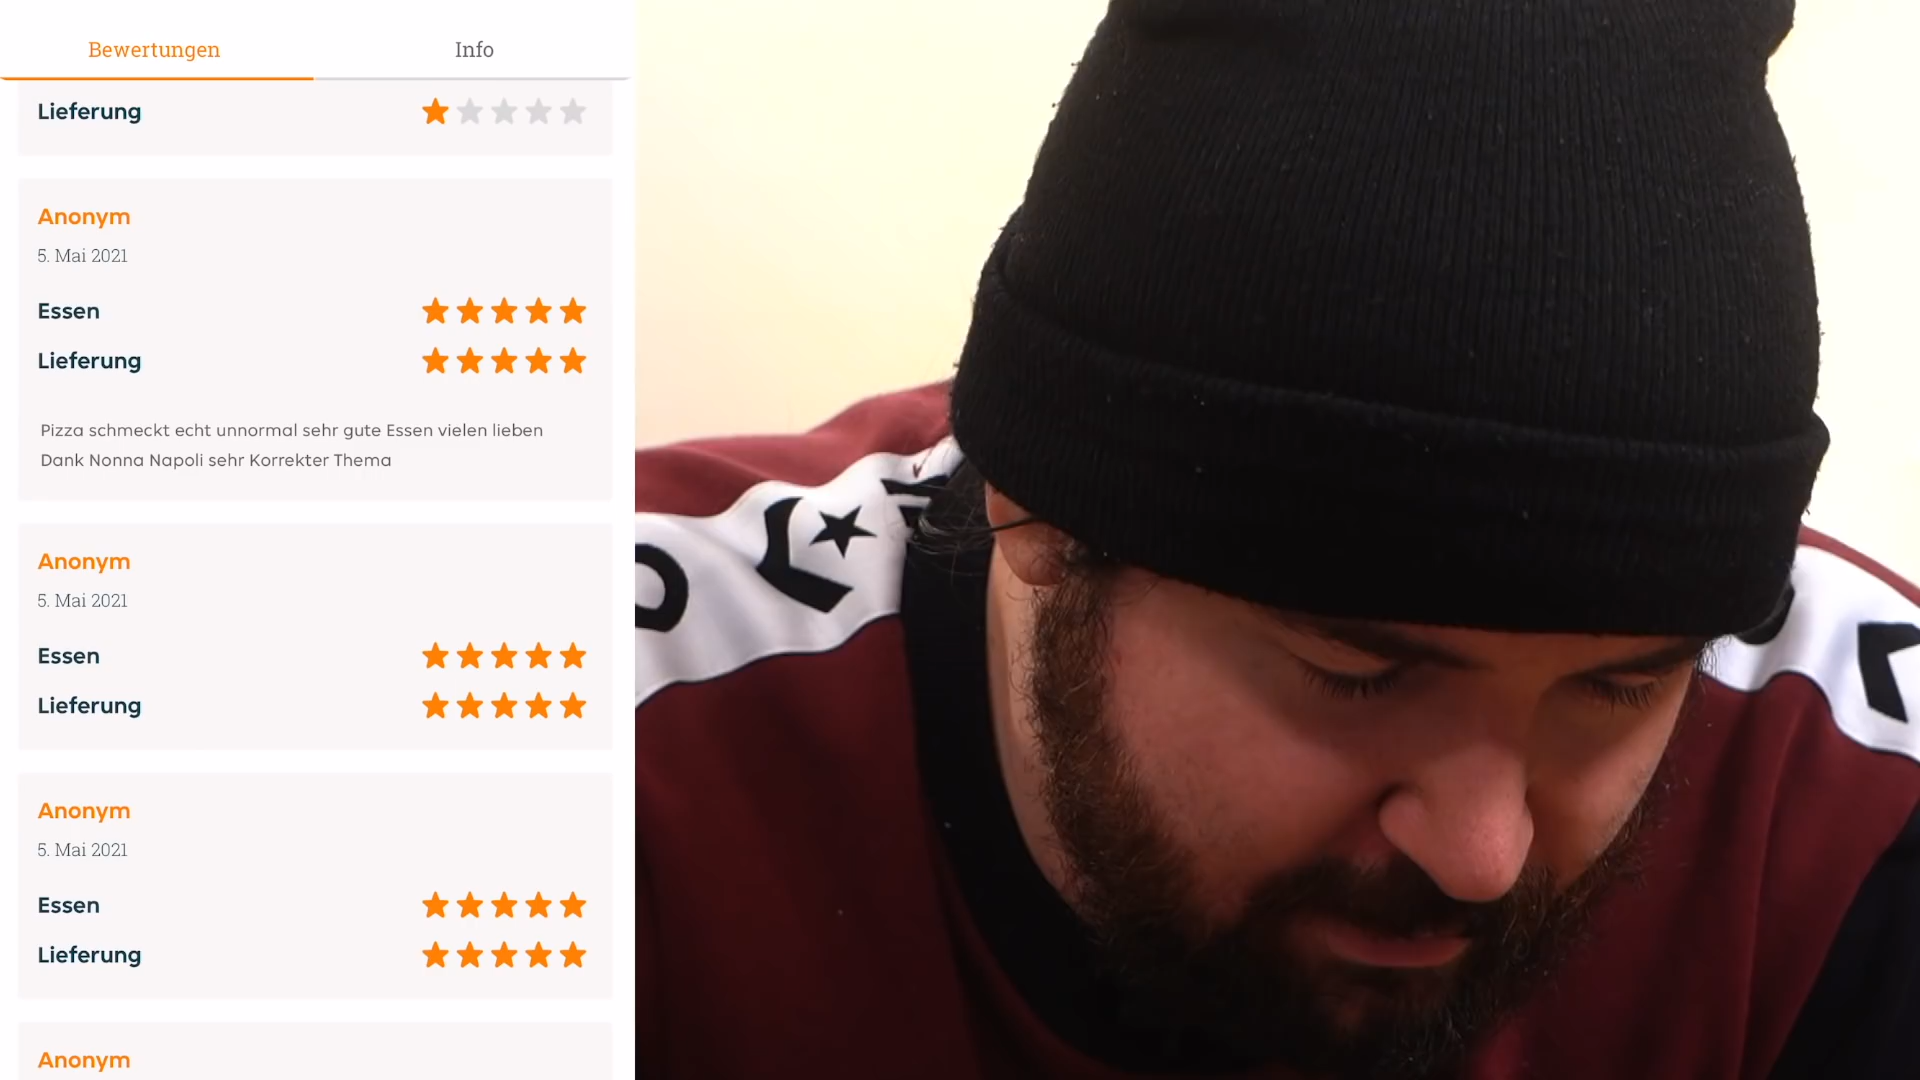 Bewertungen
Info
Lieferung
Anonym
5. Mai 2021
Essen
Lieferung
Pizza schmeckt echt unnormal sehr gute Essen vielen lieben
Dank Nonna Napoli sehr Korrekter Thema
Anonym
5. Mai 2021
Essen
Lieferung
Anonym
5. Mai 2021
Essen
Lieferung
Anonym